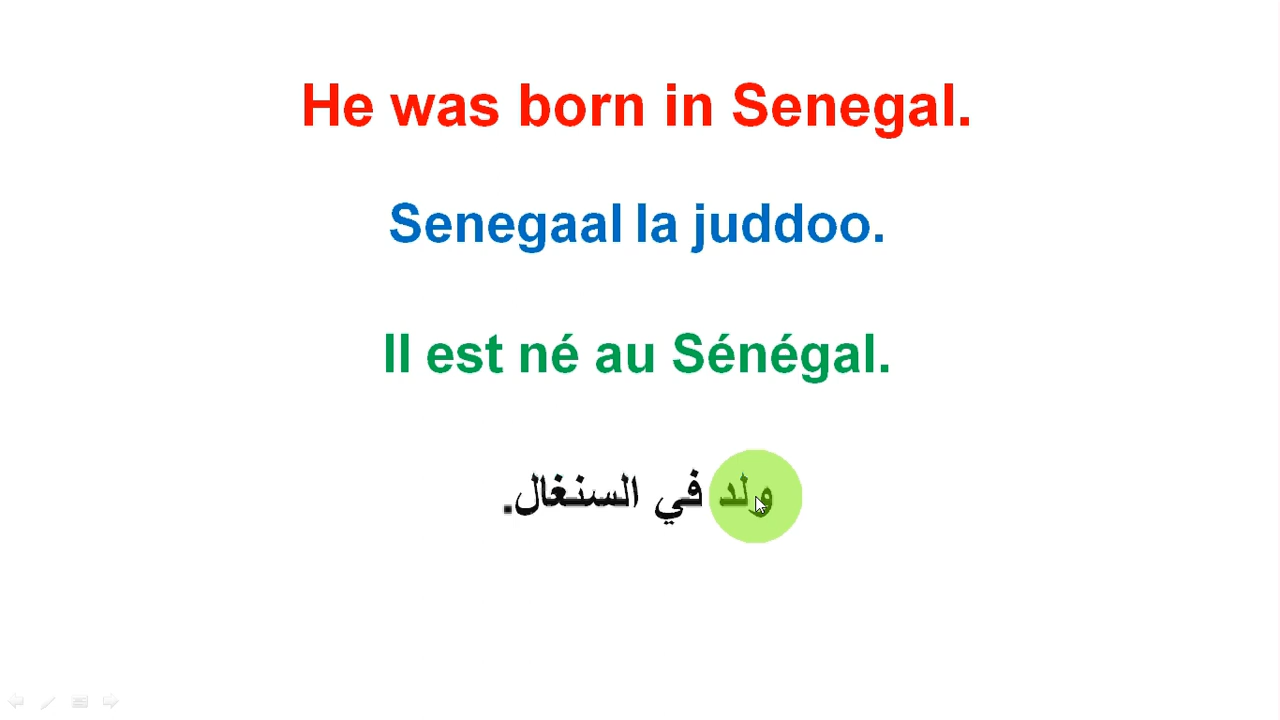 He was born in Senegal.
Senegaal la juddoo.
Il est né au Sénégal.
ولد في السنغال.